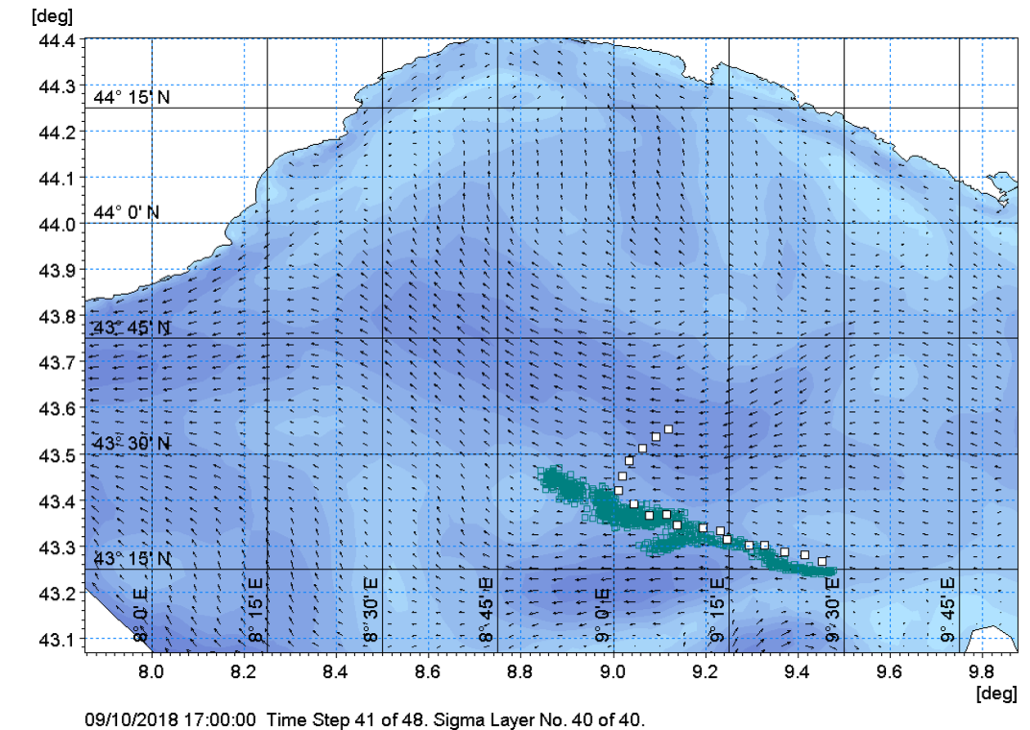 [deg]
44.4
44.3
44° 15' N
44.2
44.1
44° 0' N
44.0
43.9
43.8
43° 45' N
43.7
43.6
43° 30' N
43.5
43.4
43.3
43° 15' N
43.2
43.1
8° 0' E
8° 15' E
8° 30' E
8° 45' E
9° 0' E
9° 15' E
9° 30' E
9° 45' E
8.0 8.2 8.4 8.6 8.8 9.0 9.2 9.4 9.6 9.8
[deg]
09/10/2018 17:00:00 Time Step 41 of 48. Sigma Layer No. 40 of 40.